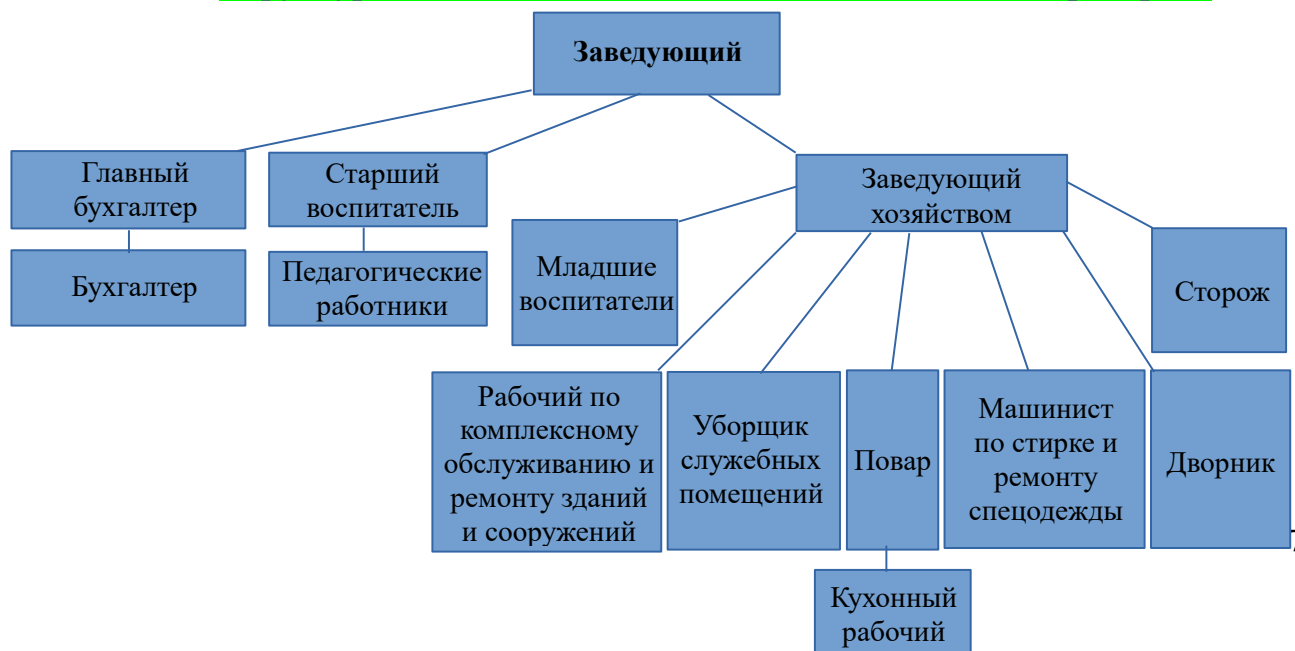 Заведующий
Главный
бухгалтер
Старший
воспитатель
Заведующий
хозяйством
Бухгалтер
Педагогические
работники
Младшие
воспитатели
Сторож
Рабочий по
комплексному
обслуживанию и
ремонту зданий
и сооружений
Уборщик
служебных
помещений
Повар
Машинист
по стирке и
ремонту
спецодежды
Дворник
Кухонный
рабочий